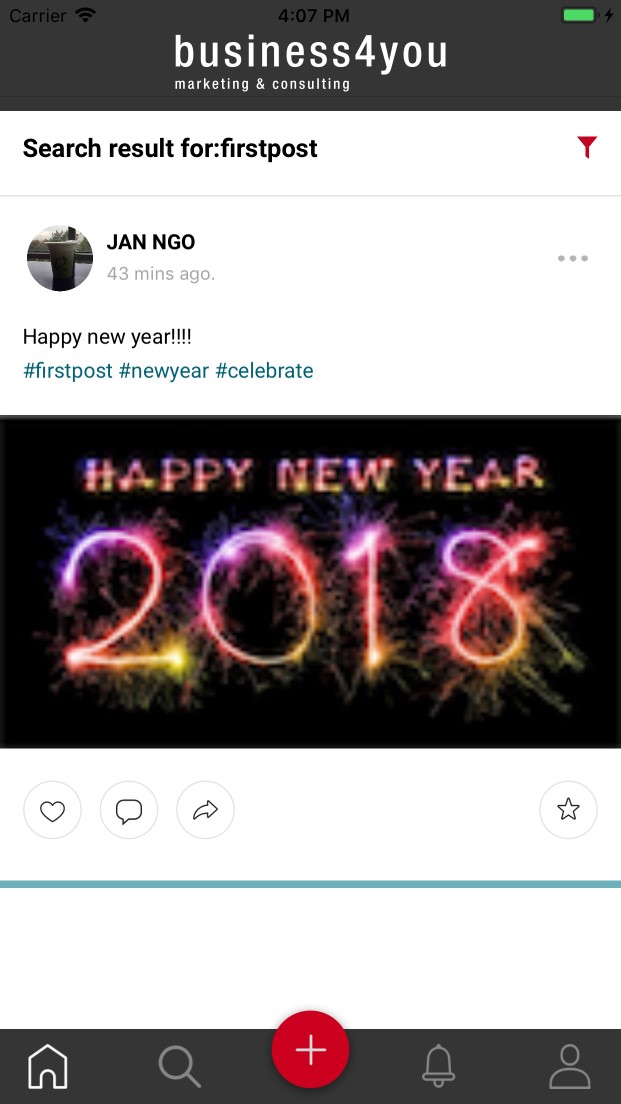 Carrier 4:07 PM
business4you
marketing & consulting
Search result for:firstpost
JAN NGO
43 mins ago.
Happy new year!!!!
#firstpost #newyear #celebrate
HAPPY NEW YEAR
2018